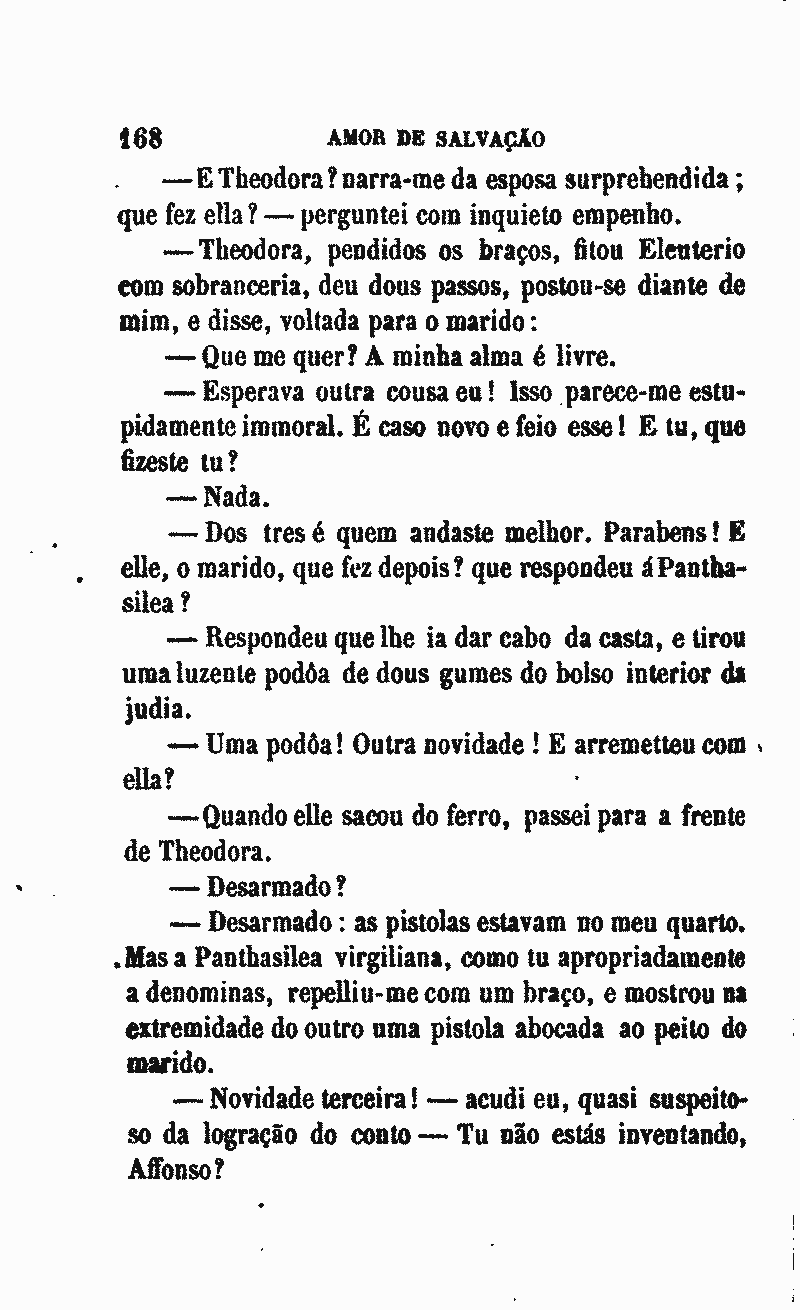 168 AMOR DE SALVAÇÃO
— E Theodora? narra-me da esposa surprehendida;
que fez ella? — perguntei com inquieto empenho.
— Theodora, pendidos os braços, fitou Eleuterio
com sobranceria, deu dous passos, postou-se diante de
mim, e disse, voltada para o marido:
— Que me quer? A minha alma é livre.
— Esperava outra cousa eu! Isso parece-me estu-
pidamente immoral. É caso novo e feio esse! E tu, que
fizeste tu?
— Nada.
— Dos tres é quem andaste melhor. Parabens! E
elle, o marido, que fez depois? que respondeu á Pantha-
silea?
— Respondeu que lhe ia dar cabo da casta, e tirou
uma luzente podôa de dous gumes do bolso interior da
judia.
— Uma podôa! Outra novidade! E arremetteu com
ella?
— Quando elle sacou do ferro, passei para a frente
de Theodora.
— Desarmado?
— Desarmado: as pistolas estavam no meu quarto.
Mas a Panthasilea virgiliana, como tu apropriadamente
a denominas, repelliu-me com um braço, e mostrou na
extremidade do outro uma pistola abocada ao peito do
marido.
— Novidade terceira! — acudi eu, quasi suspeito-
so da logração do conto — Tu não estás inventando,
Affonso?